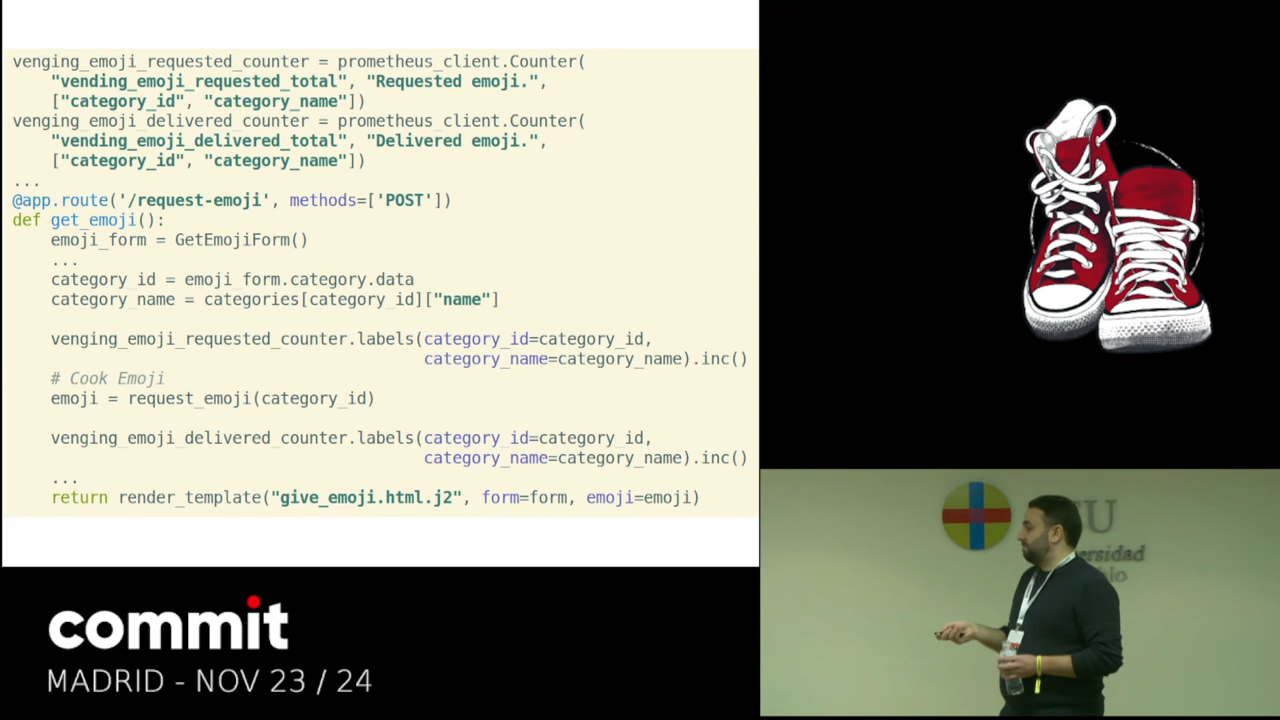 venging_emoji_requested_counter = prometheus_client.Counter(
    "vending_emoji_requested_total", "Requested emoji.",
    ["category_id", "category_name"])
venging_emoji_delivered_counter = prometheus_client.Counter(
    "vending_emoji_delivered_total", "Delivered emoji.",
    ["category_id", "category_name"])
...
@app.route('/request-emoji', methods=['POST'])
def get_emoji():
    emoji_form = GetEmojiForm()
    ...
    category_id = emoji_form.category.data
    category_name = categories[category_id]["name"]
    venging_emoji_requested_counter.labels(category_id=category_id,
                                           category_name=category_name).inc()
    # Cook Emoji
    emoji = request_emoji(category_id)
    venging_emoji_delivered_counter.labels(category_id=category_id,
                                           category_name=category_name).inc()
    ...
    return render_template("give_emoji.html.j2", form=form, emoji=emoji)
commit
MADRID - NOV 23 / 24